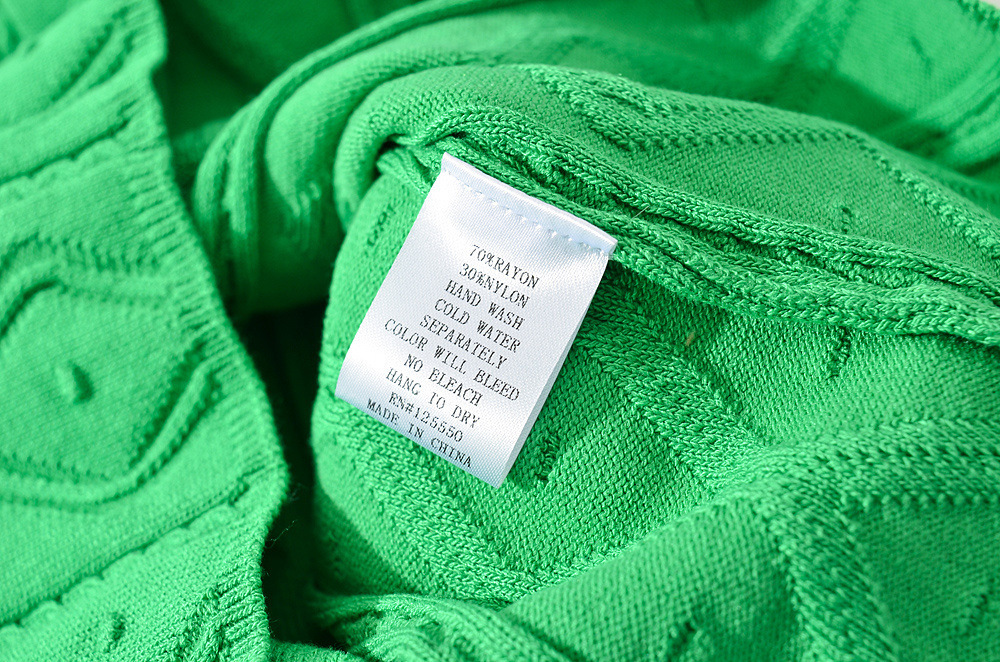 70%RAYON
30%NYLON
HAND WASH
COLD WATER
SEPARATELY
COLOR WILL BLEED
NO BLEACH
HANG TO DRY
RN#125550
MADE IN CHINA